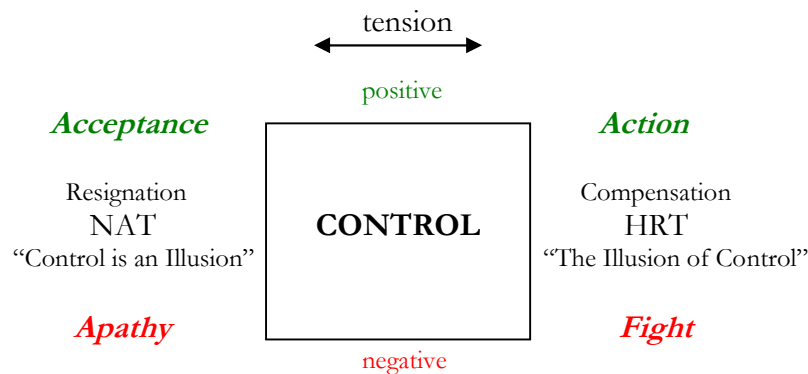 tension
positive
Acceptance
Action
Resignation
Compensation
NAT
CONTROL
HRT
“Control is an Illusion”
“The Illusion of Control”
Apathy
Fight
negative